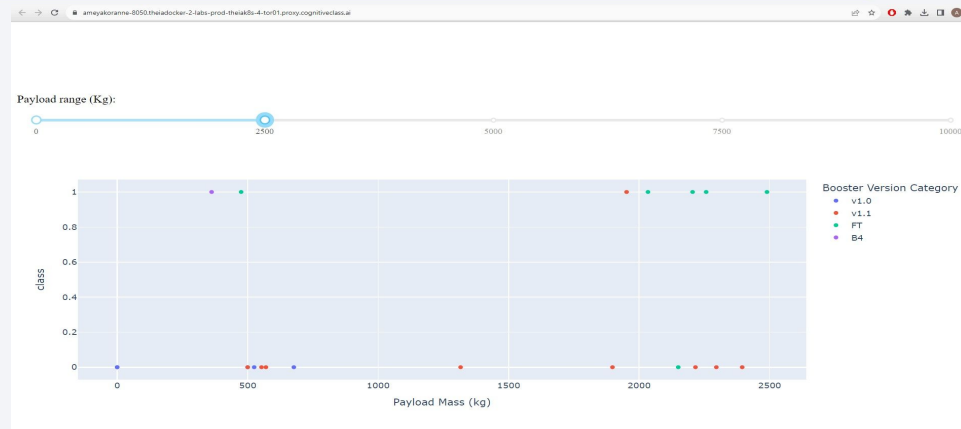 ameyakoranne-8050.theiadocker-2-labs-prod-theiak8s-4-tor01.proxy.cognitiveclass.ai
A
Payload range (Kg):
0 2500 5000 7500 10000
Booster Version Category
v1.0
v1.1
FT
B4
1
0.8
0.6
0.4
0.2
0
class
0 500 1000 1500 2000 2500
Payload Mass (kg)